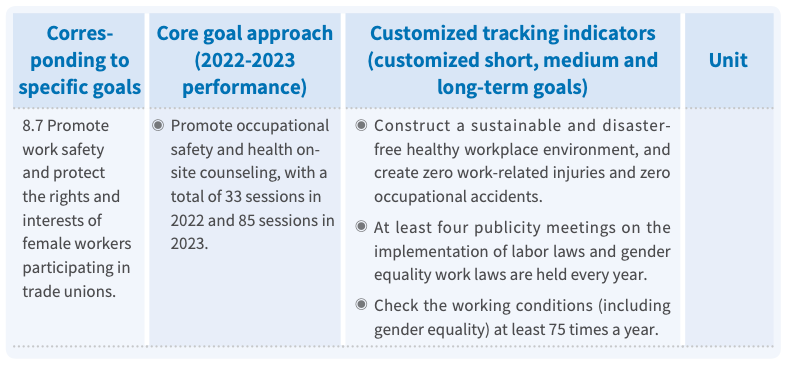 Corres-
ponding to
specific goals
Core goal approach
(2022-2023
performance)
Customized tracking indicators
(customized short, medium and
long-term goals)
Unit
8.7 Promote
work safety
and protect
the rights and
interests of
female workers
participating in
trade unions.
◉ Promote occupational
safety and health on-
site counseling, with a
total of 33 sessions in
2022 and 85 sessions in
2023.
◉ Construct a sustainable and disaster-
free healthy workplace environment, and
create zero work-related injuries and zero
occupational accidents.
◉ At least four publicity meetings on the
implementation of labor laws and gender
equality work laws are held every year.
◉ Check the working conditions (including
gender equality) at least 75 times a year.